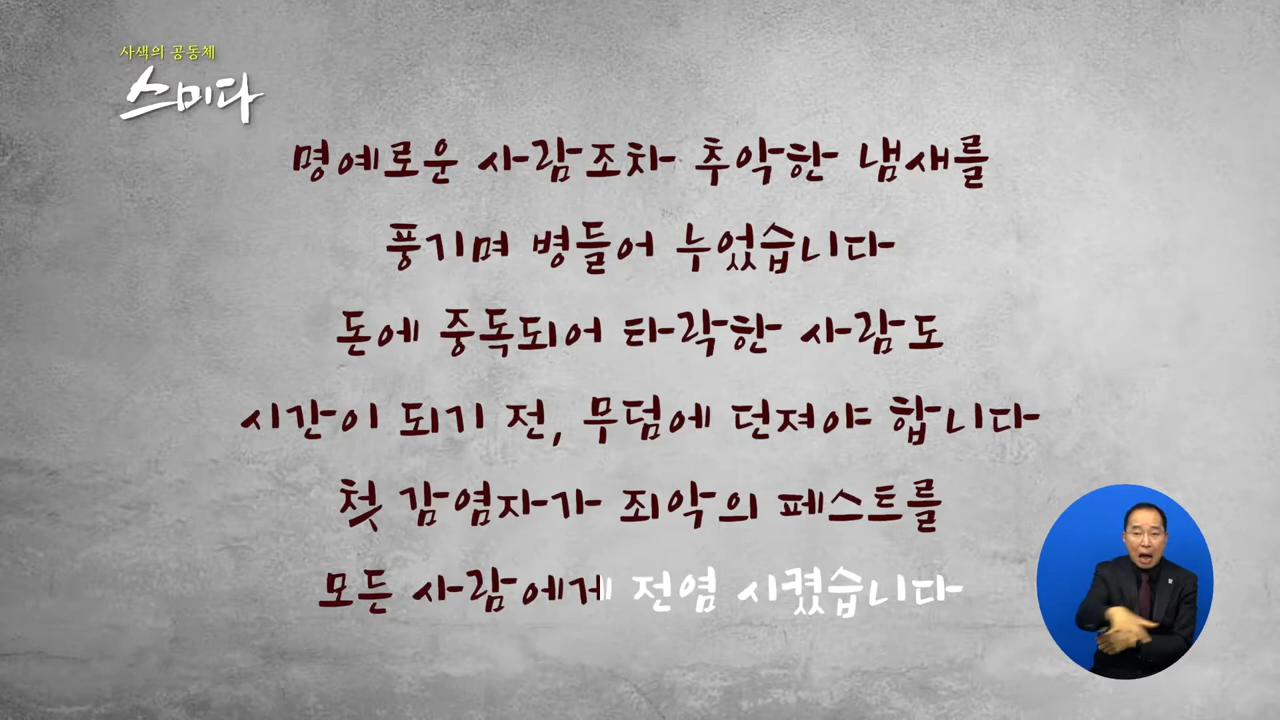 사색의 공동체
스미다
명예로운 사람조차 추악한 냄새를
풍기며 병들어 누었습니다
돈에 중독되어 타락한 사람도
시간이 되기 전, 무덤에 던져야 합니다
첫 감염자가 죄악의 페스트를
모든 사람에게 전염 시켰습니다